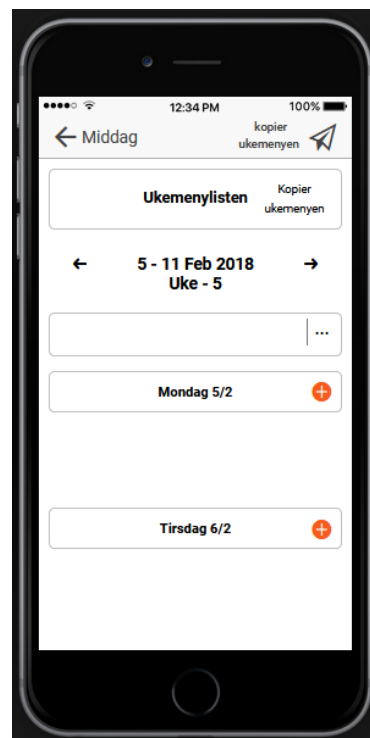 12:34 PM
100%
← Middag
kopier
ukemenyen
Ukemenylisten
Kopier
ukemenyen
← 5 - 11 Feb 2018 →
Uke - 5
...
Mondag 5/2
Tirsdag 6/2